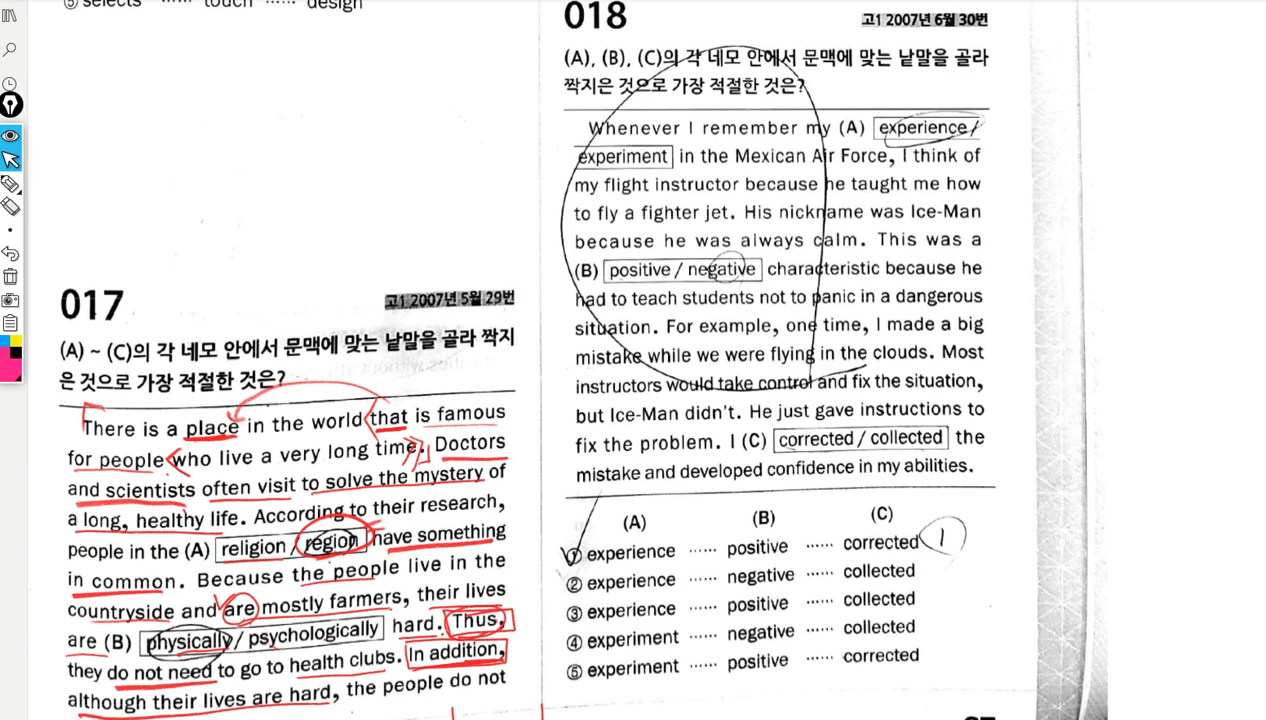 ⑤ selects ...... touch ...... design
017
고1 2007년 5월 29번
(A) ~ (C)의 각 네모 안에서 문맥에 맞는 낱말을 골라 짝지
은 것으로 가장 적절한 것은?
There is a place in the world that is famous
for people who live a very long time. Doctors
and scientists often visit to solve the mystery of
a long, healthy life. According to their research,
people in the (A) religion / region have something
in common. Because the people live in the
countryside and are mostly farmers, their lives
are (B) physically / psychologically hard. Thus,
they do not need to go to health clubs. In addition,
although their lives are hard, the people do not
018
고1 2007년 6월 30번
(A), (B), (C)의 각 네모 안에서 문맥에 맞는 낱말을 골라
짝지은 것으로 가장 적절한 것은?
Whenever I remember my (A) experience /
experiment in the Mexican Air Force, I think of
my flight instructor because he taught me how
to fly a fighter jet. His nickname was Ice-Man
because he was always calm. This was a
(B) positive / negative characteristic because he
had to teach students not to panic in a dangerous
situation. For example, one time, I made a big
mistake while we were flying in the clouds. Most
instructors would take control and fix the situation,
but Ice-Man didn't. He just gave instructions to
fix the problem. I (C) corrected / collected the
mistake and developed confidence in my abilities.
(A) (B) (C)
① experience ...... positive ...... corrected 1
② experience ...... negative ...... collected
③ experience ...... positive ...... collected
④ experiment ...... negative ...... collected
⑤ experiment ...... positive ...... corrected